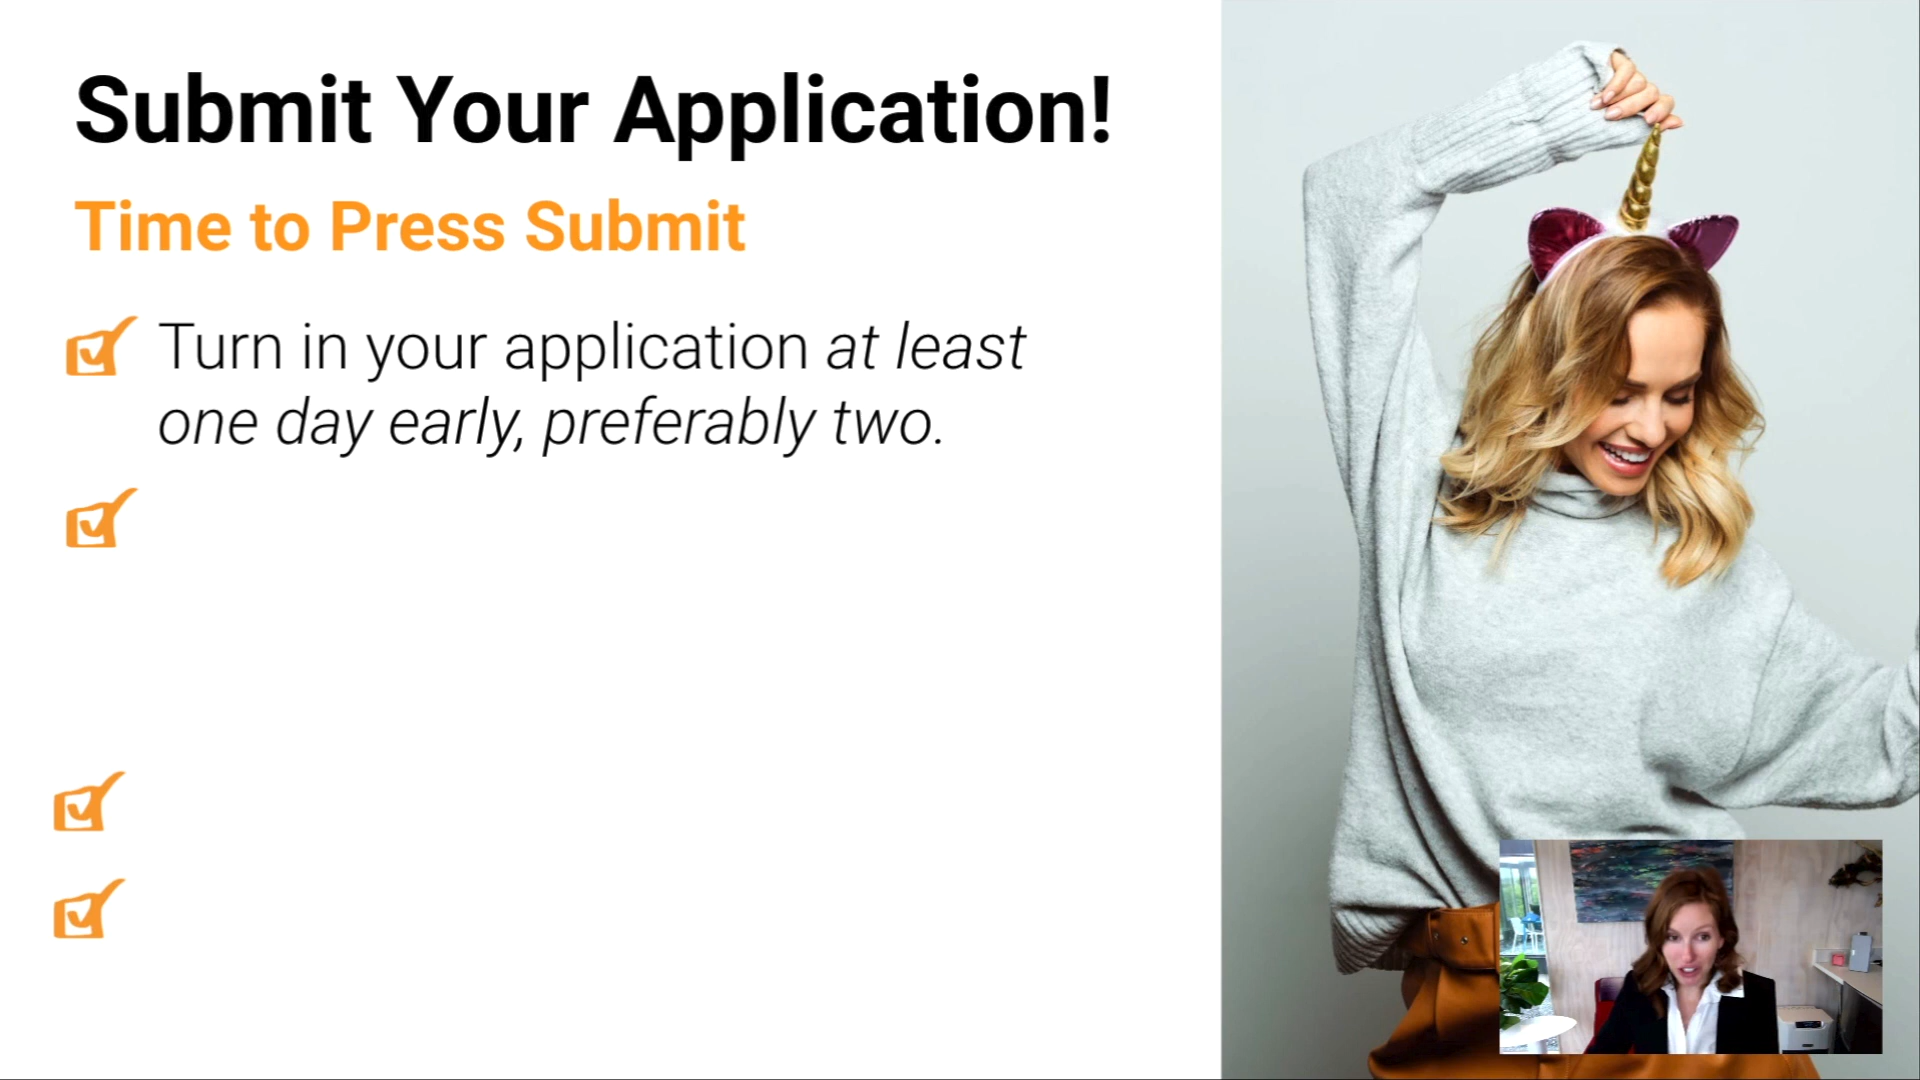 Submit Your Application!
Time to Press Submit
Turn in your application at least
one day early, preferably two.